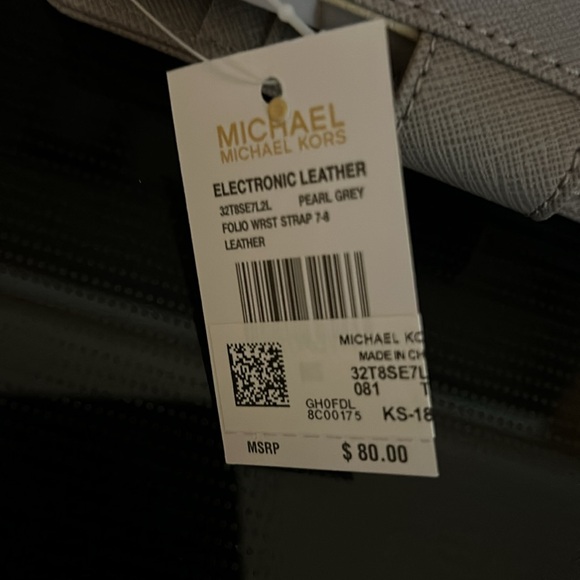 MICHAEL
MICHAEL KORS
ELECTRONIC LEATHER
32T8SE7L2L PEARL GREY
FOLIO WRST STRAP 7-8
LEATHER
MICHAEL KO
MADE IN CH
32T8SE7L
081 T
GH0FDL
8C00175 KS-18
MSRP $ 80.00